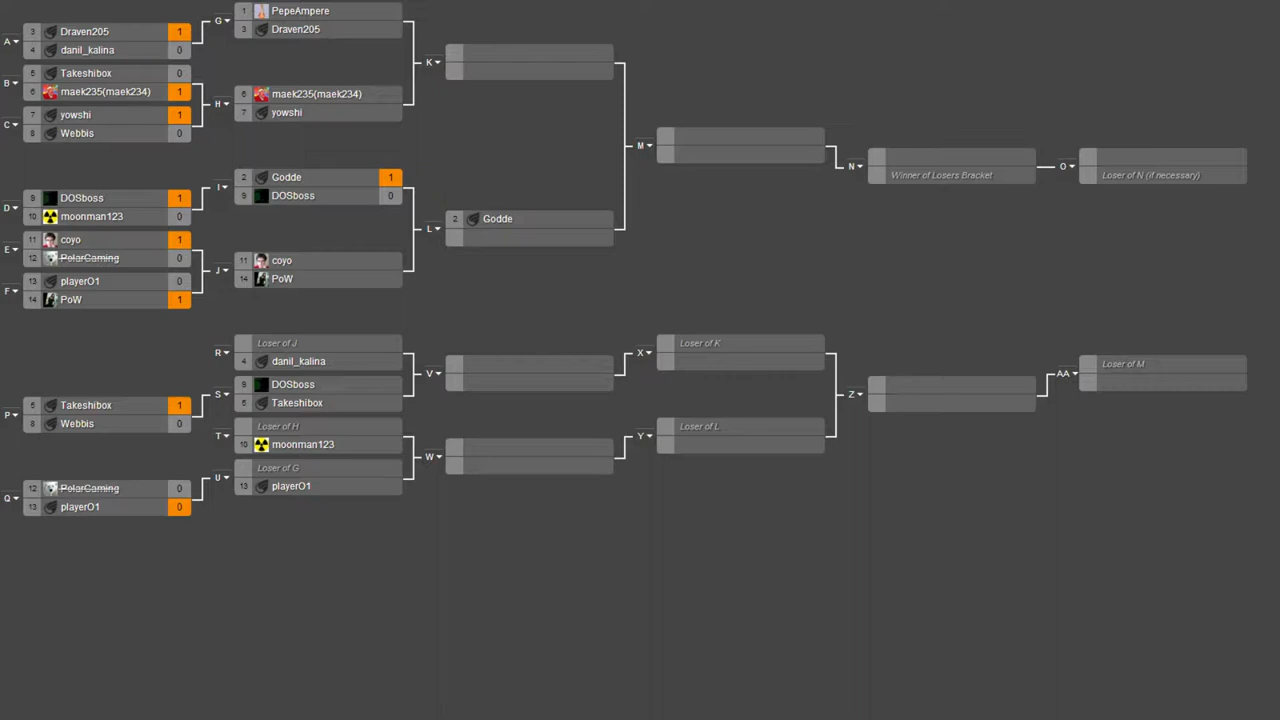 A
3 Draven205 1
4 danil_kalina 0
B
5 Takeshibox 0
6 maek235(maek234) 1
C
7 yowshi 1
8 Webbis 0
D
9 DOSboss 1
10 moonman123 0
E
11 coyo 1
12 PolarCaming 0
F
13 playerO1 0
14 PoW 1
P
5 Takeshibox 1
8 Webbis 0
Q
12 PolarCaming 0
13 playerO1 0
G
1 PepeAmpere
3 Draven205
H
6 maek235(maek234)
7 yowshi
I
2 Godde 1
9 DOSboss 0
J
11 coyo
14 PoW
R
Loser of J
4 danil_kalina
S
9 DOSboss
5 Takeshibox
T
Loser of H
10 moonman123
U
Loser of G
13 playerO1
K
L
2 Godde
V
W
M
X
Loser of K
Y
Loser of L
N
Winner of Losers Bracket
Z
O
Loser of N (if necessary)
AA
Loser of M